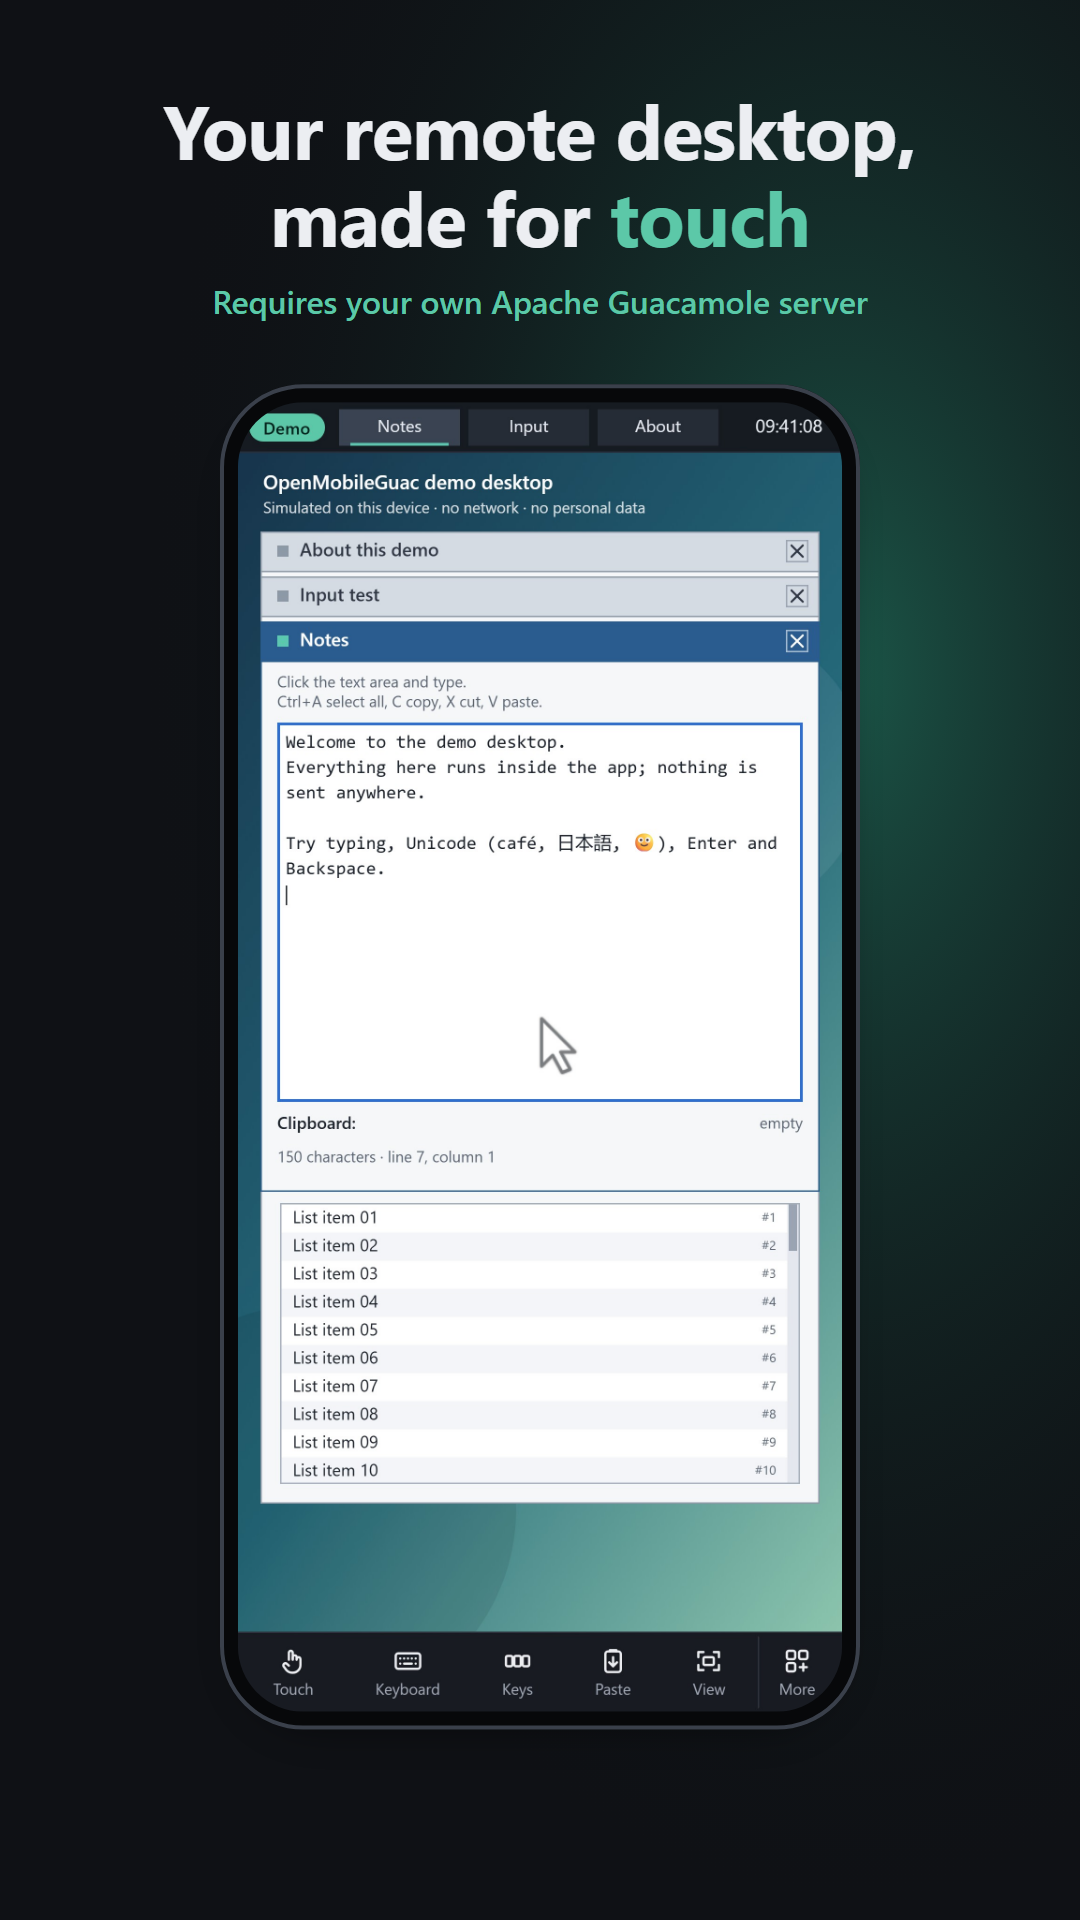 Your remote desktop,
made for touch
Requires your own Apache Guacamole server
Demo Notes Input About 09:41:08
OpenMobileGuac demo desktop
Simulated on this device · no network · no personal data
About this demo
Input test
Notes
Click the text area and type.
Ctrl+A select all, C copy, X cut, V paste.
Welcome to the demo desktop.
Everything here runs inside the app; nothing is
sent anywhere.
Try typing, Unicode (café, 日本語, 🙂), Enter and
Backspace.
Clipboard: empty
150 characters · line 7, column 1
List item 01 #1
List item 02 #2
List item 03 #3
List item 04 #4
List item 05 #5
List item 06 #6
List item 07 #7
List item 08 #8
List item 09 #9
List item 10 #10
Touch Keyboard Keys Paste View More